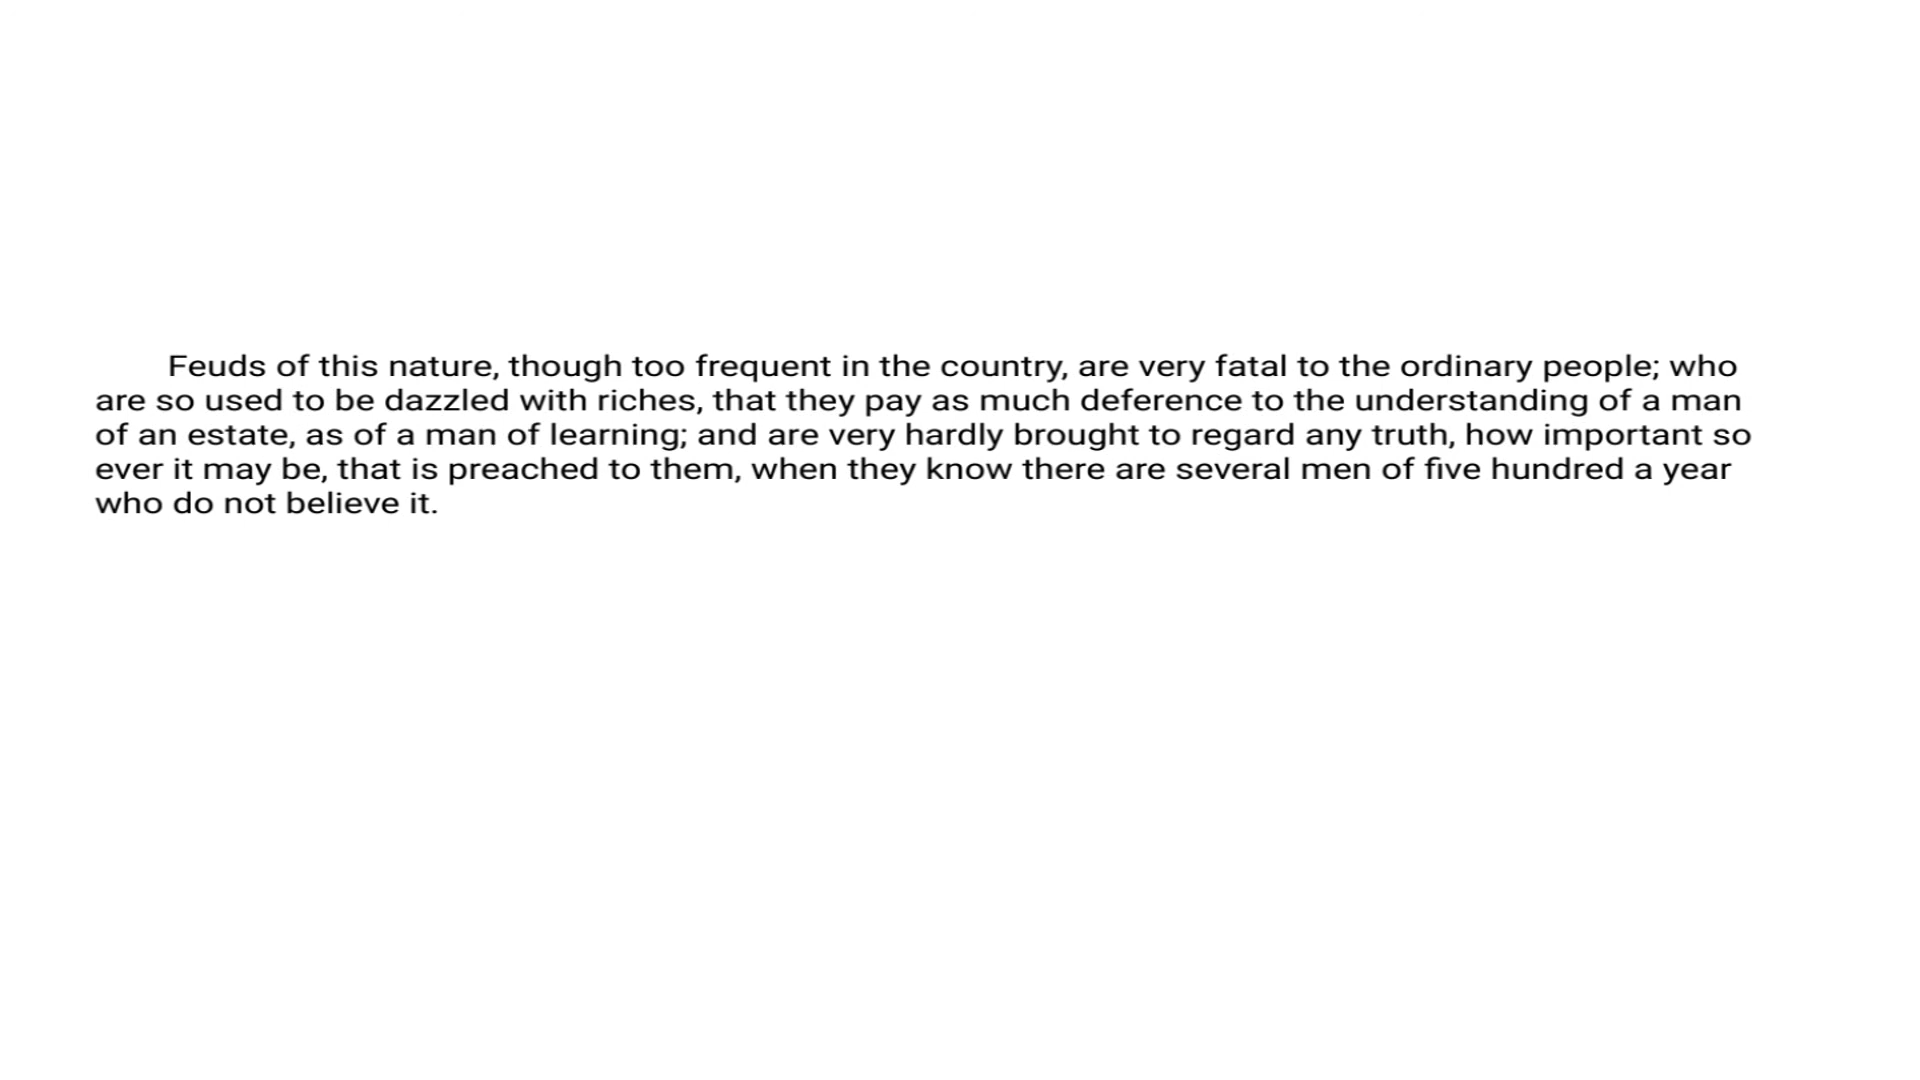 Feuds of this nature, though too frequent in the country, are very fatal to the ordinary people; who
are so used to be dazzled with riches, that they pay as much deference to the understanding of a man
of an estate, as of a man of learning; and are very hardly brought to regard any truth, how important so
ever it may be, that is preached to them, when they know there are several men of five hundred a year
who do not believe it.